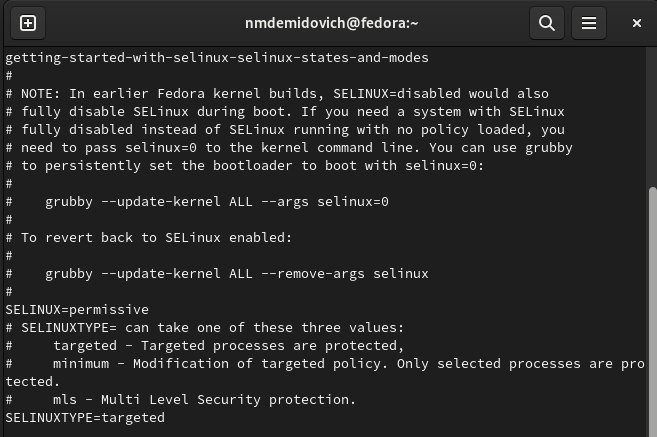 nmdemidovich@fedora:~
getting-started-with-selinux-selinux-states-and-modes
#
# NOTE: In earlier Fedora kernel builds, SELINUX=disabled would also
# fully disable SELinux during boot. If you need a system with SELinux
# fully disabled instead of SELinux running with no policy loaded, you
# need to pass selinux=0 to the kernel command line. You can use grubby
# to persistently set the bootloader to boot with selinux=0:
#
#    grubby --update-kernel ALL --args selinux=0
#
# To revert back to SELinux enabled:
#
#    grubby --update-kernel ALL --remove-args selinux
#
SELINUX=permissive
# SELINUXTYPE= can take one of these three values:
#     targeted - Targeted processes are protected,
#     minimum - Modification of targeted policy. Only selected processes are pro
tected.
#     mls - Multi Level Security protection.
SELINUXTYPE=targeted